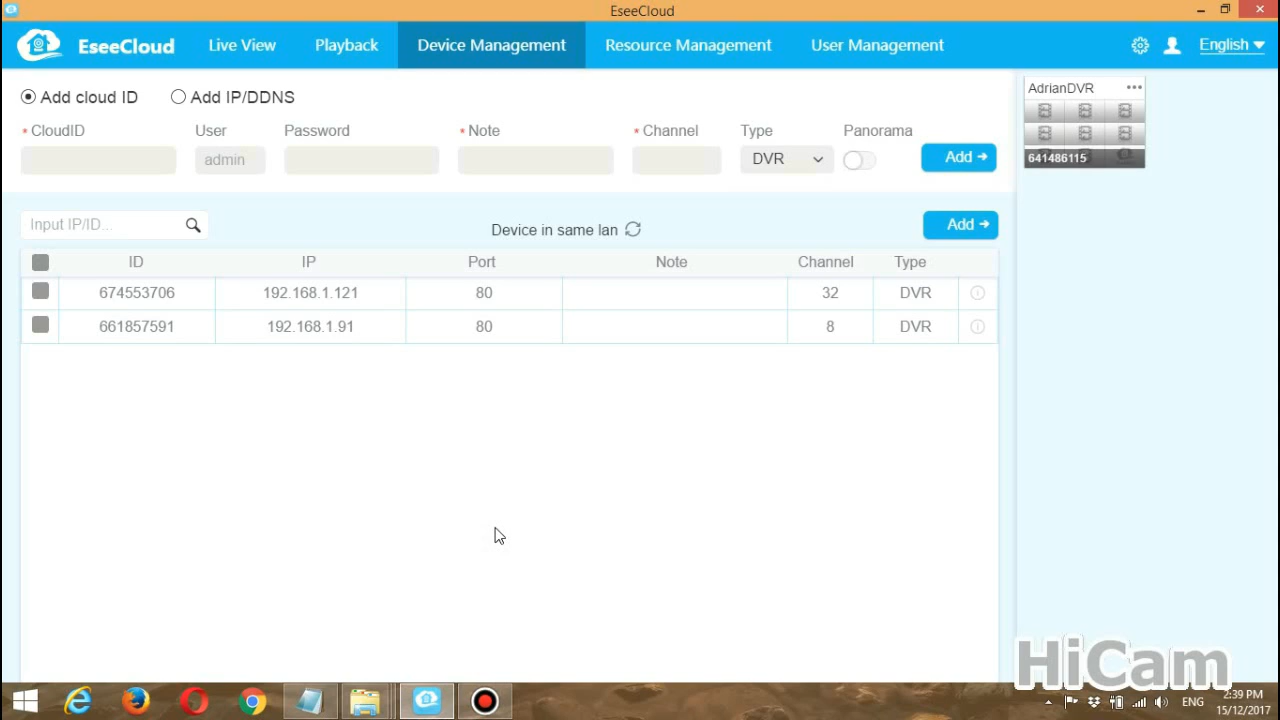 EseeCloud
EseeCloud Live View Playback Device Management Resource Management User Management English
Add cloud ID Add IP/DDNS
* CloudID User Password * Note * Channel Type Panorama
admin DVR Add
Input IP/ID... Device in same lan Add
ID IP Port Note Channel Type
674553706 192.168.1.121 80 32 DVR
661857591 192.168.1.91 80 8 DVR
AdrianDVR
641486115
HiCam
ENG 2:39 PM
15/12/2017